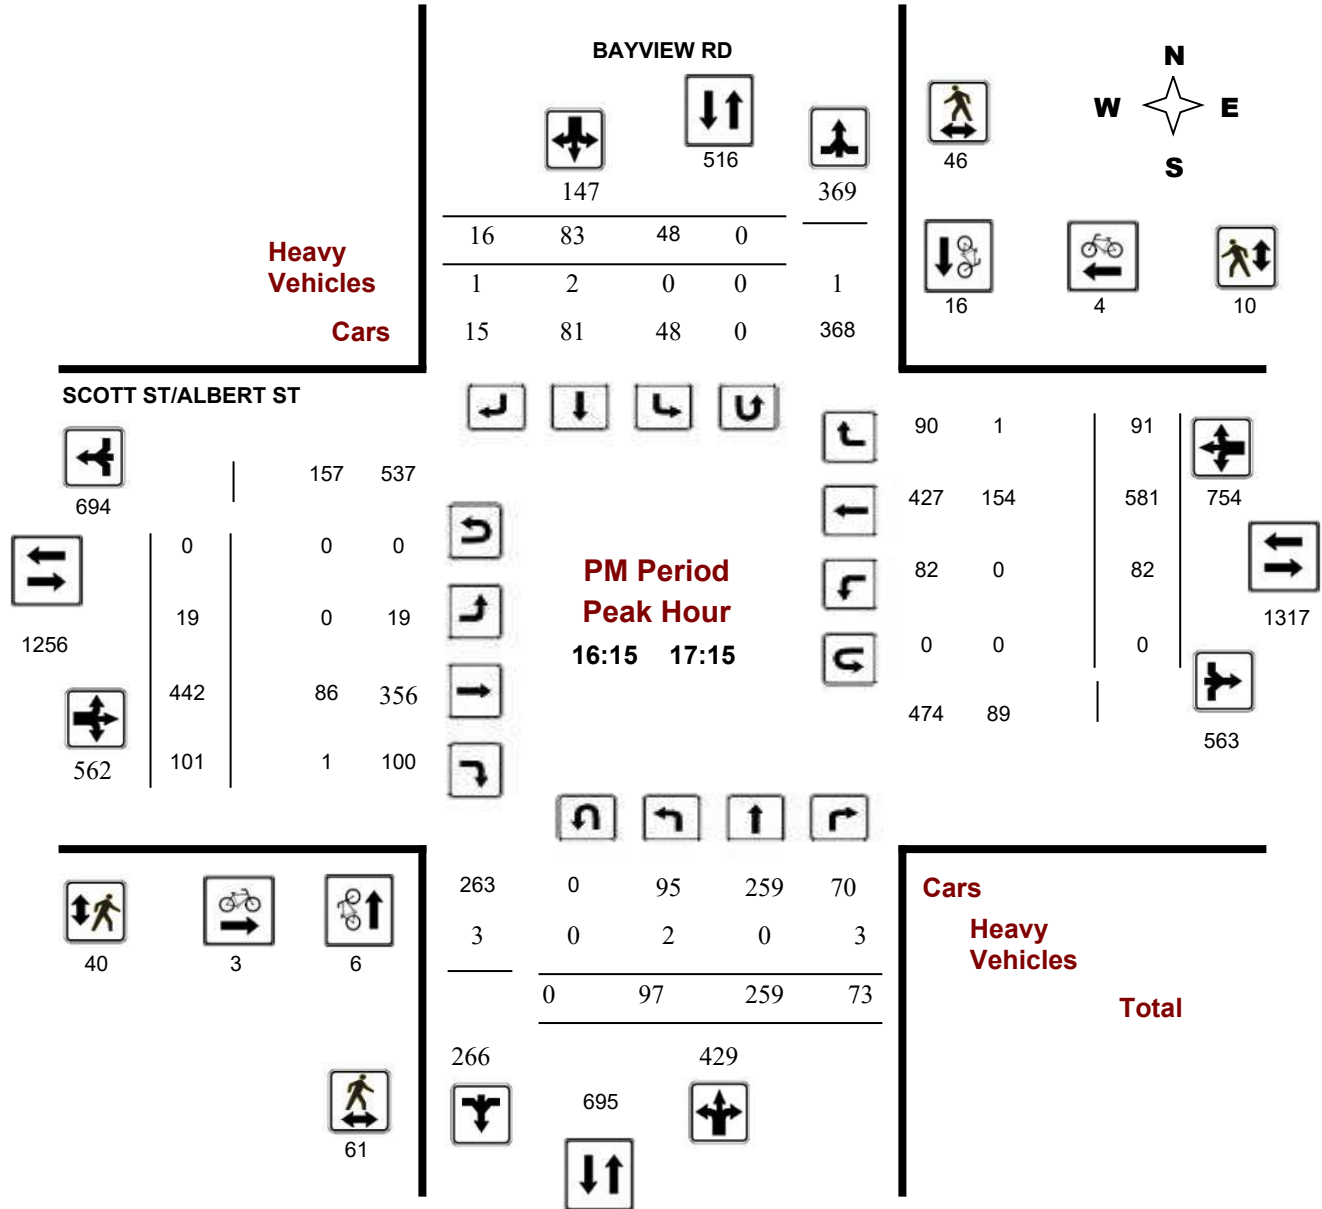 BAYVIEW RD
N
W E
S
516
46
147
369
16 83 48 0
Heavy
Vehicles
1 2 0 0 1
Cars
15 81 48 0 368
16 4 10
SCOTT ST/ALBERT ST
90 1 91
157 537
694
427 154 581 754
0 0 0
PM Period
82 0 82
Peak Hour
19 0 19
1317
1256
16:15 17:15
0 0 0
442 86 356
474 89
563
562
101 1 100
263 0 95 259 70
Cars
3 0 2 0 3
Heavy
Vehicles
40 3 6
0 97 259 73
Total
266 429
695
61